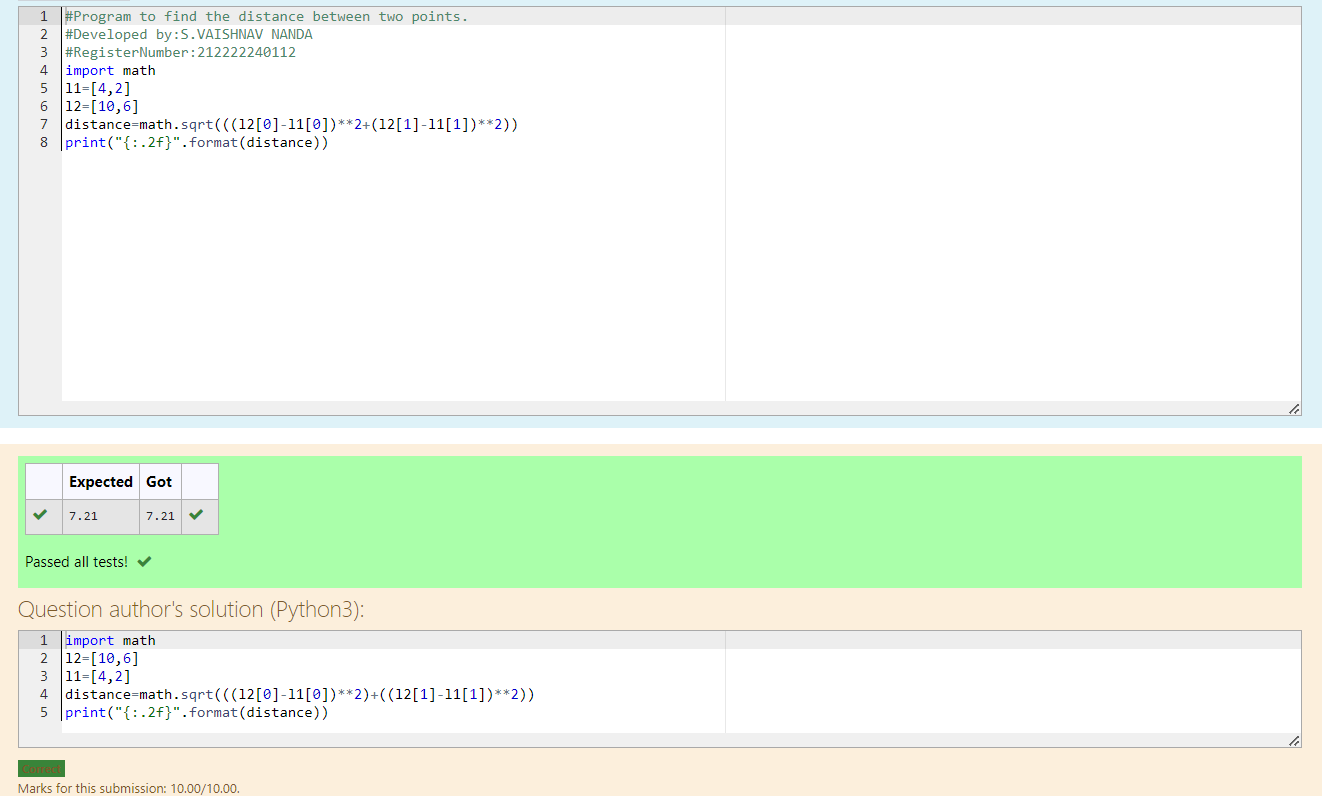 1 #Program to find the distance between two points.
2 #Developed by:S.VAISHNAV NANDA
3 #RegisterNumber:212222240112
4 import math
5 l1=[4,2]
6 l2=[10,6]
7 distance=math.sqrt(((l2[0]-l1[0])**2+(l2[1]-l1[1])**2))
8 print("{:.2f}".format(distance))
Expected Got
7.21 7.21
Passed all tests!
Question author's solution (Python3):
1 import math
2 l2=[10,6]
3 l1=[4,2]
4 distance=math.sqrt(((l2[0]-l1[0])**2)+((l2[1]-l1[1])**2))
5 print("{:.2f}".format(distance))
Correct
Marks for this submission: 10.00/10.00.